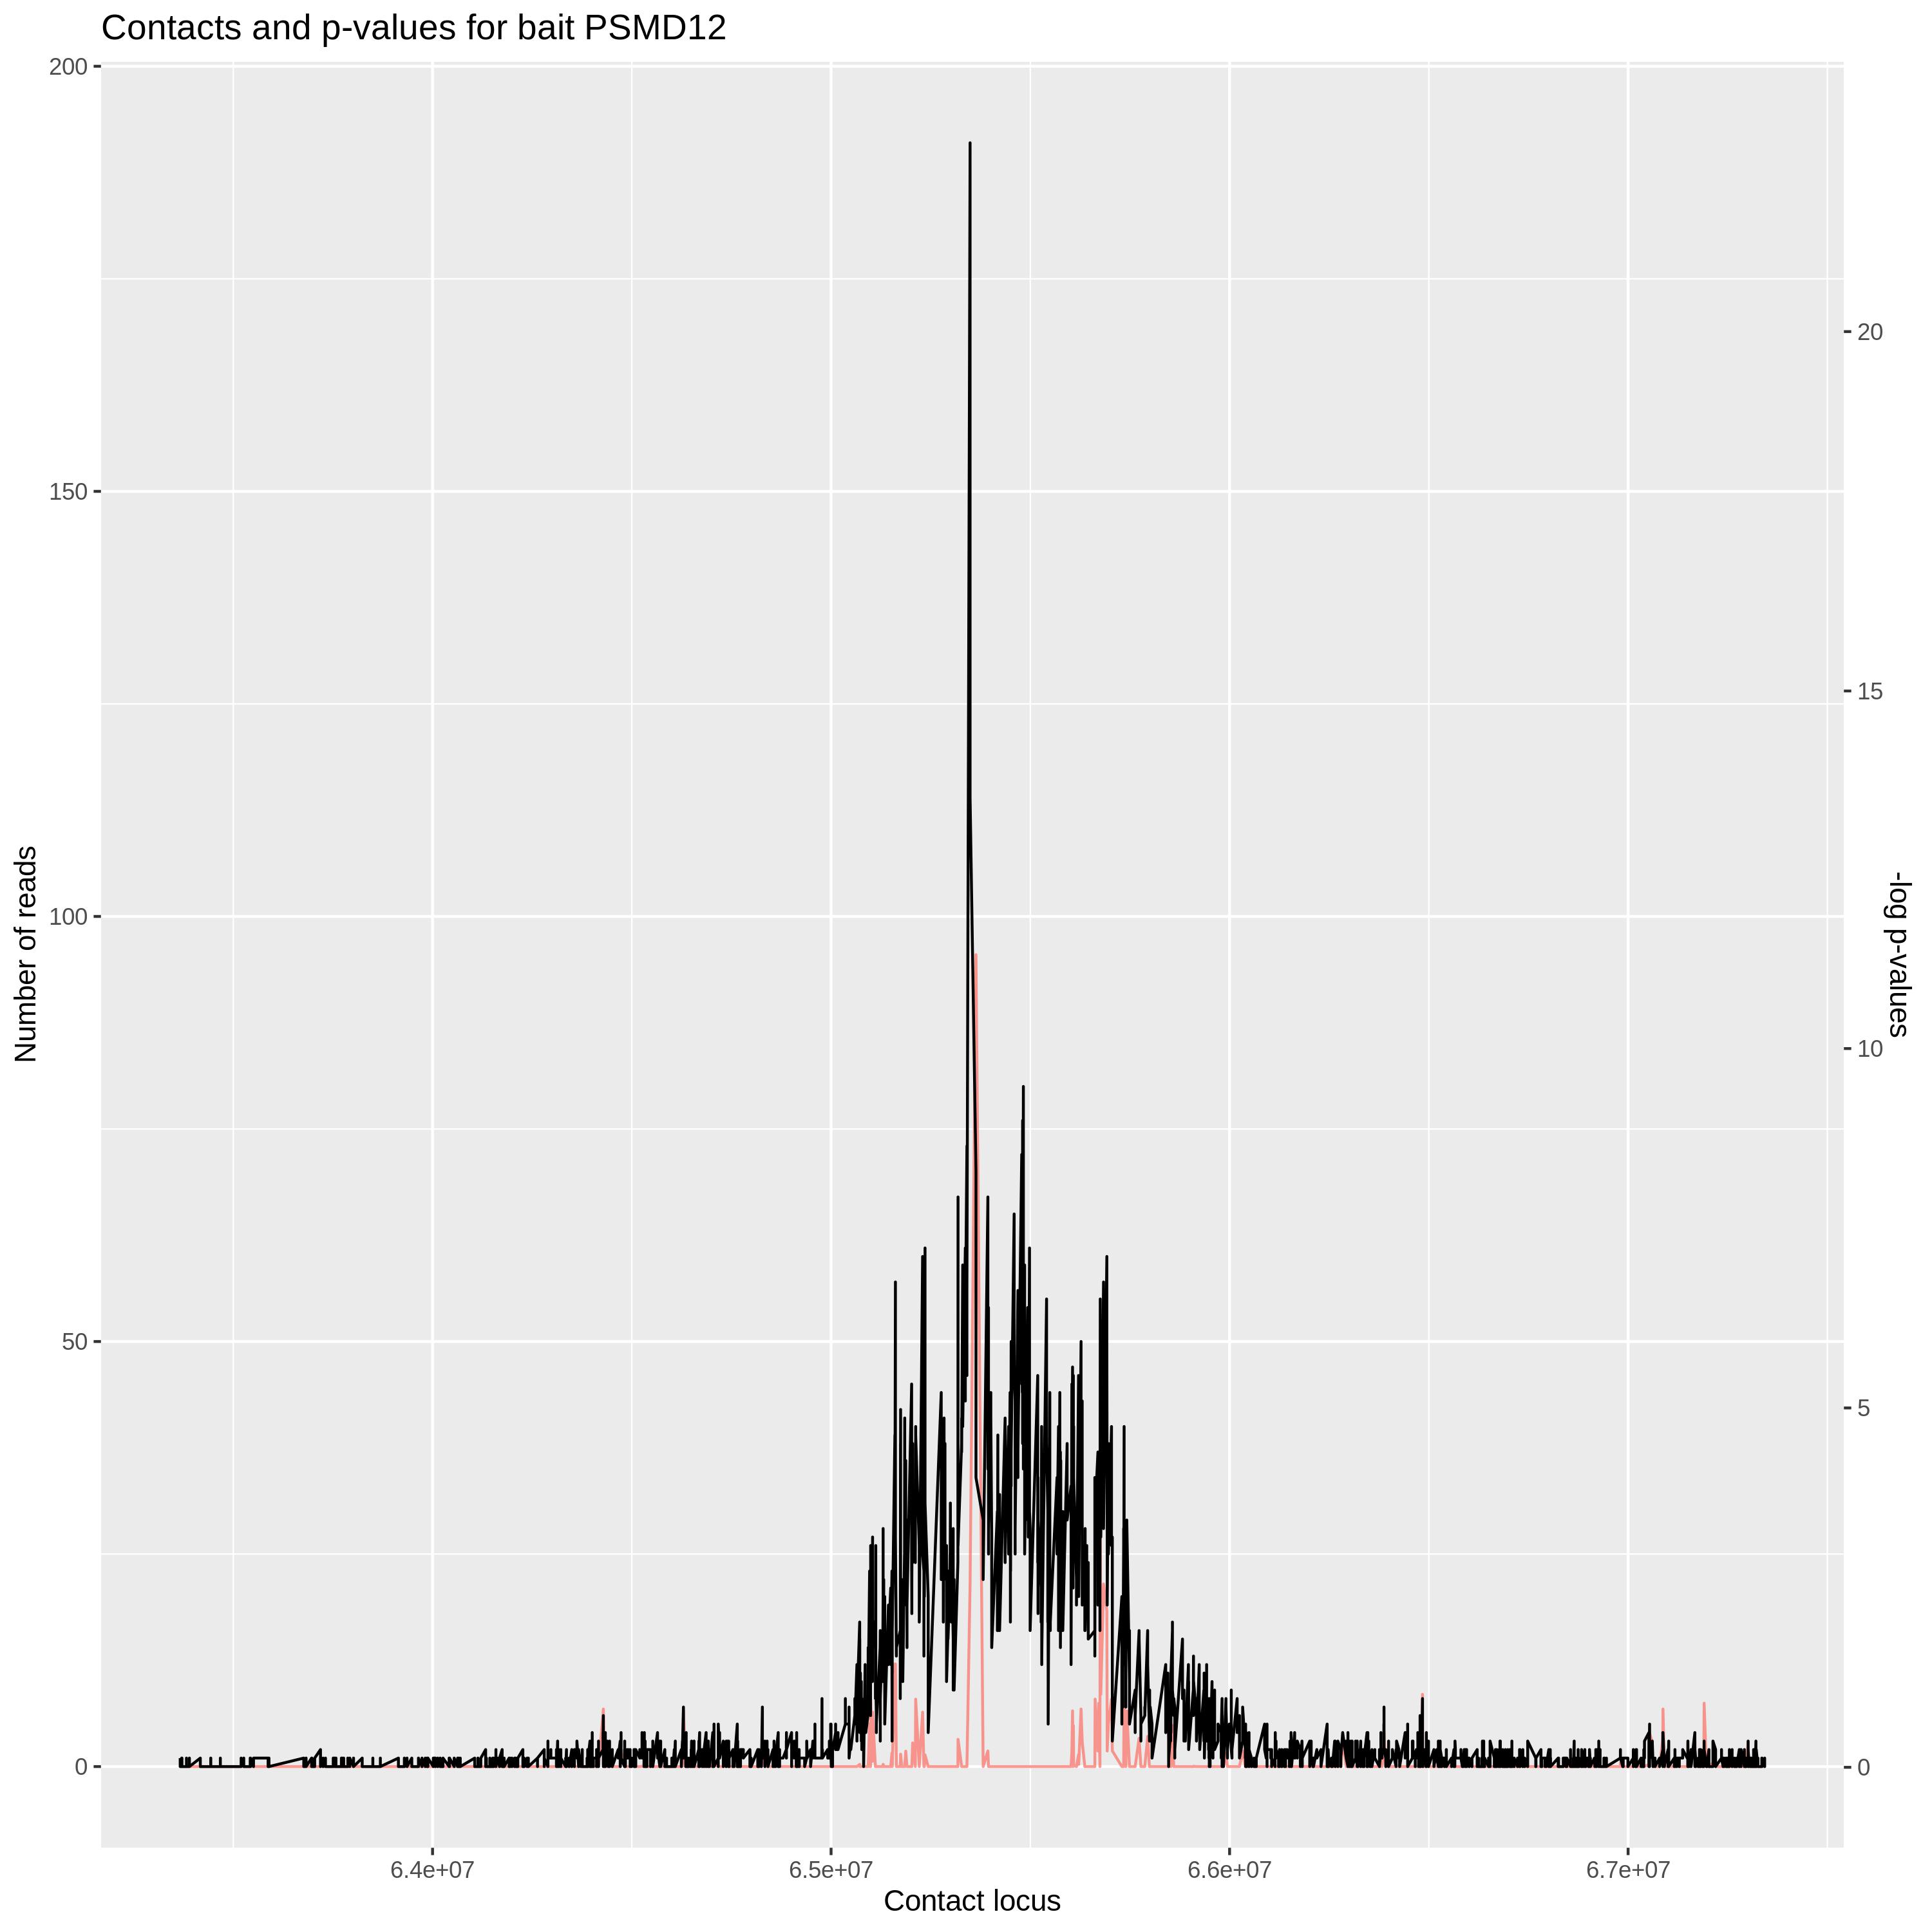 Contacts and p-values for bait PSMD12
200
150
100
50
0
Number of reads
20
15
10
5
0
-log p-values
6.4e+07
6.5e+07
6.6e+07
6.7e+07
Contact locus